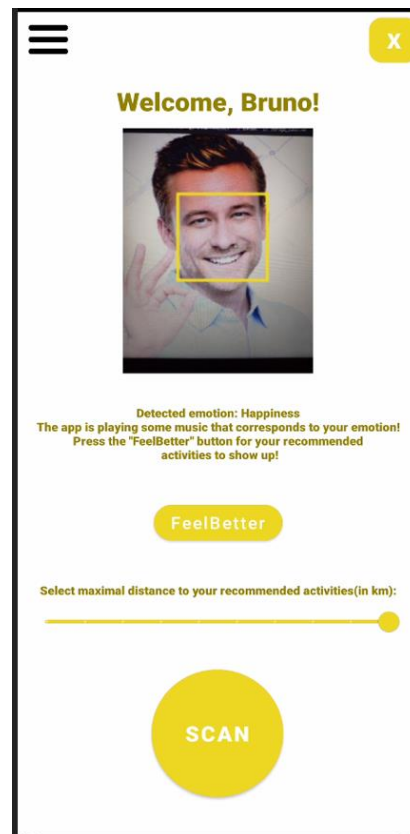 X
Welcome, Bruno!
Detected emotion: Happiness
The app is playing some music that corresponds to your emotion!
Press the "FeelBetter" button for your recommended
activities to show up!
FeelBetter
Select maximal distance to your recommended activities(in km):
SCAN